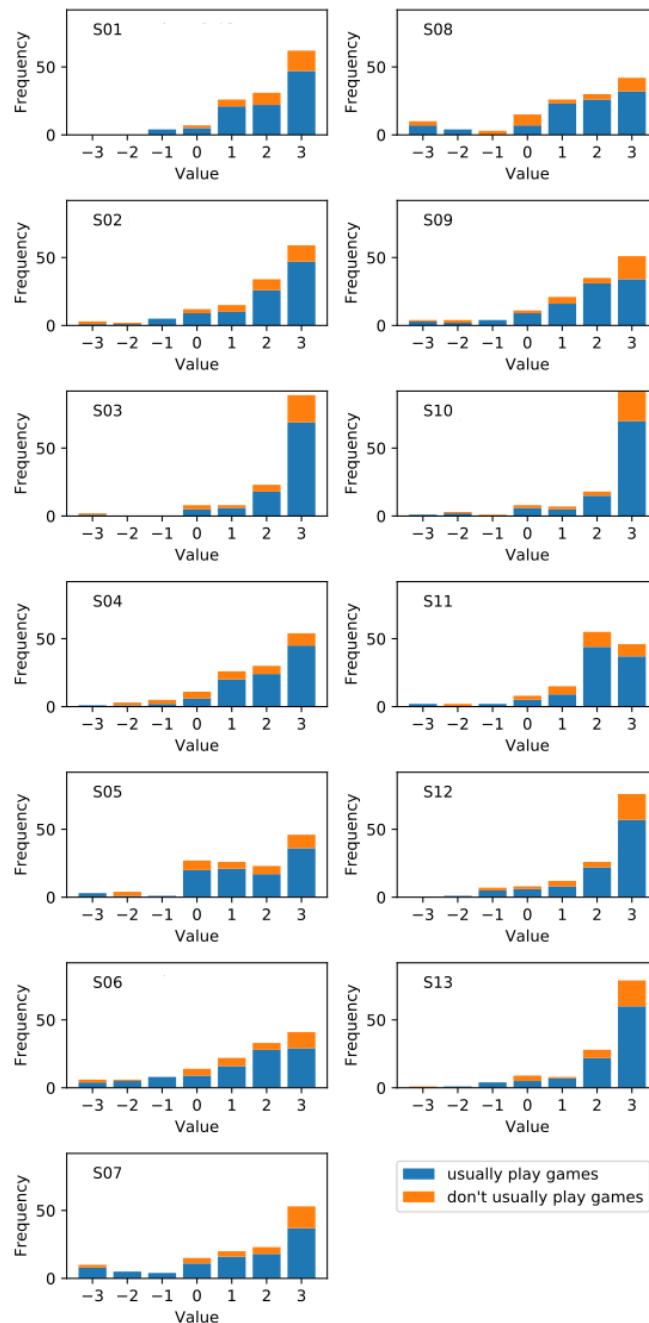 S01
Frequency
50
0
−3 −2 −1 0 1 2 3
Value
S02
Frequency
50
0
−3 −2 −1 0 1 2 3
Value
S03
Frequency
50
0
−3 −2 −1 0 1 2 3
Value
S04
Frequency
50
0
−3 −2 −1 0 1 2 3
Value
S05
Frequency
50
0
−3 −2 −1 0 1 2 3
Value
S06
Frequency
50
0
−3 −2 −1 0 1 2 3
Value
S07
Frequency
50
0
−3 −2 −1 0 1 2 3
Value
S08
Frequency
50
0
−3 −2 −1 0 1 2 3
Value
S09
Frequency
50
0
−3 −2 −1 0 1 2 3
Value
S10
Frequency
50
0
−3 −2 −1 0 1 2 3
Value
S11
Frequency
50
0
−3 −2 −1 0 1 2 3
Value
S12
Frequency
50
0
−3 −2 −1 0 1 2 3
Value
S13
Frequency
50
0
−3 −2 −1 0 1 2 3
Value
usually play games
don't usually play games